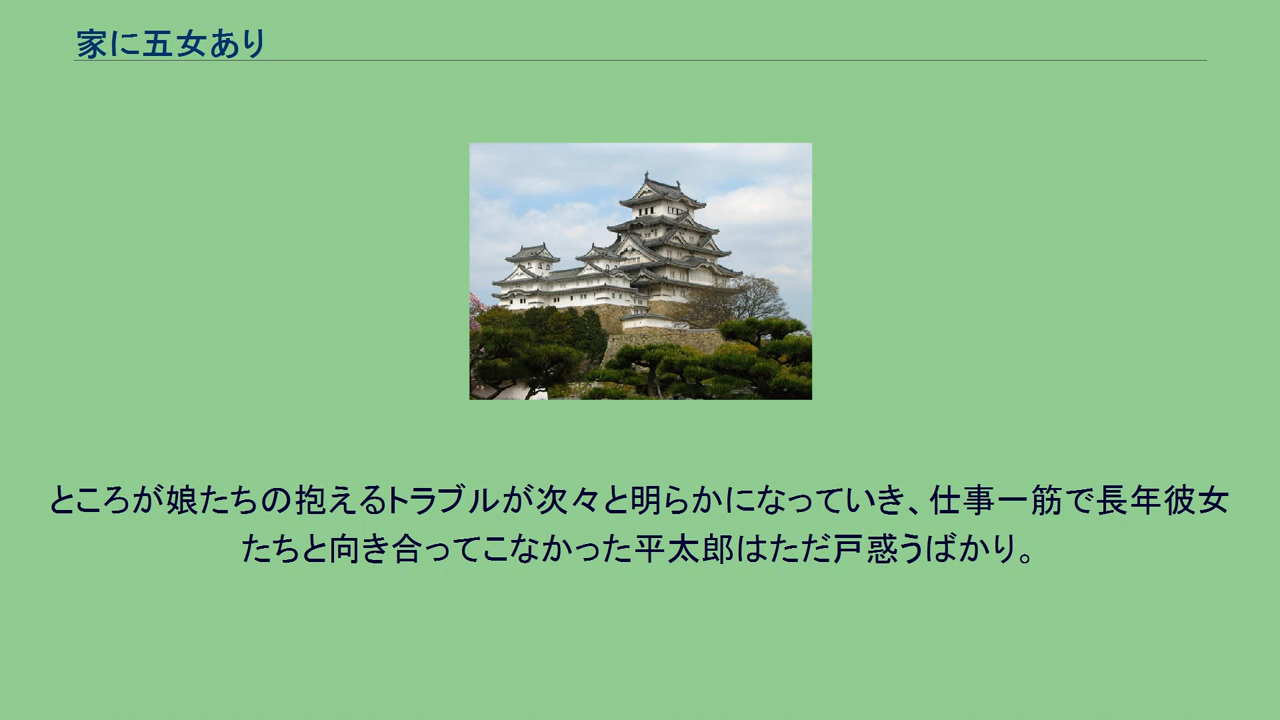 家に五女あり
ところが娘たちの抱えるトラブルが次々と明らかになっていき、仕事一筋で長年彼女
たちと向き合ってこなかった平太郎はただ戸惑うばかり。